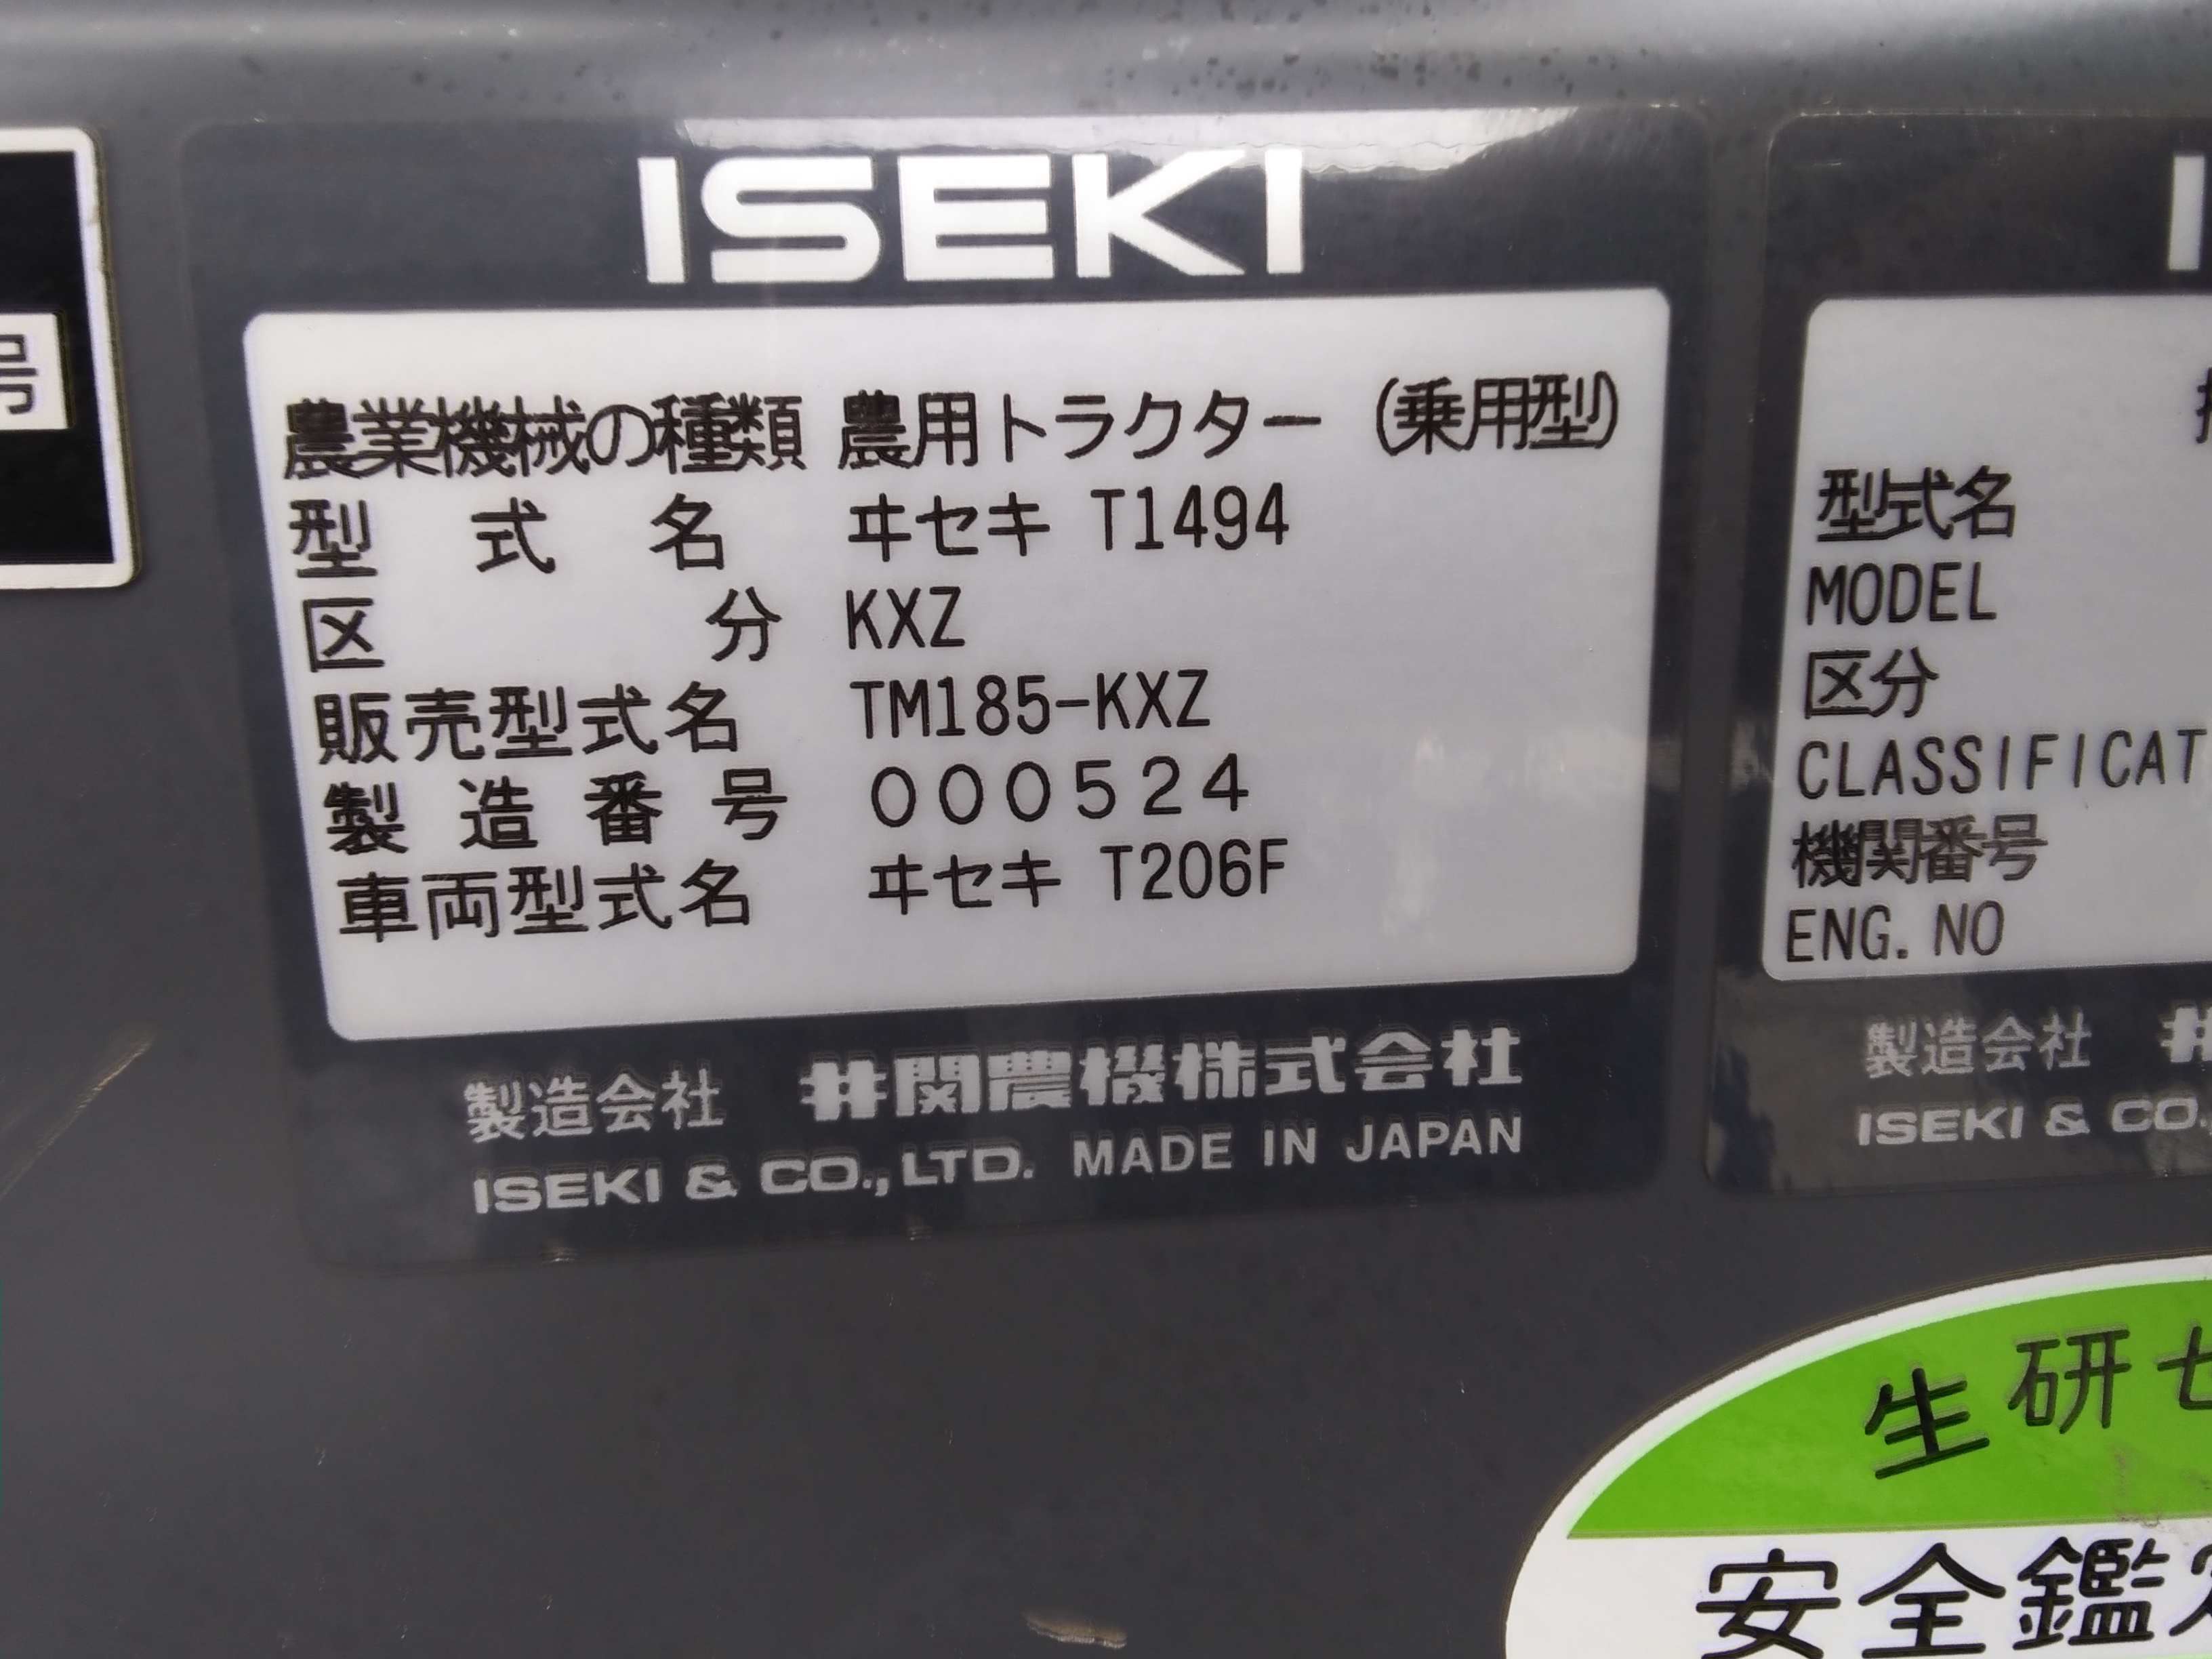 号
ISEKI
農業機械の種類 農用トラクター (乗用型)
型式名 ヰセキ T1494
区分 KXZ
販売型式名 TM185-KXZ
製造番号 000524
車両型式名 ヰセキ T206F
製造会社 井関農機株式会社
ISEKI & CO., LTD. MADE IN JAPAN
型式名
MODEL
区分
CLASSIFICAT
機関番号
ENG. NO
製造会社 井
ISEKI & CO.,
生研セ
安全鑑定